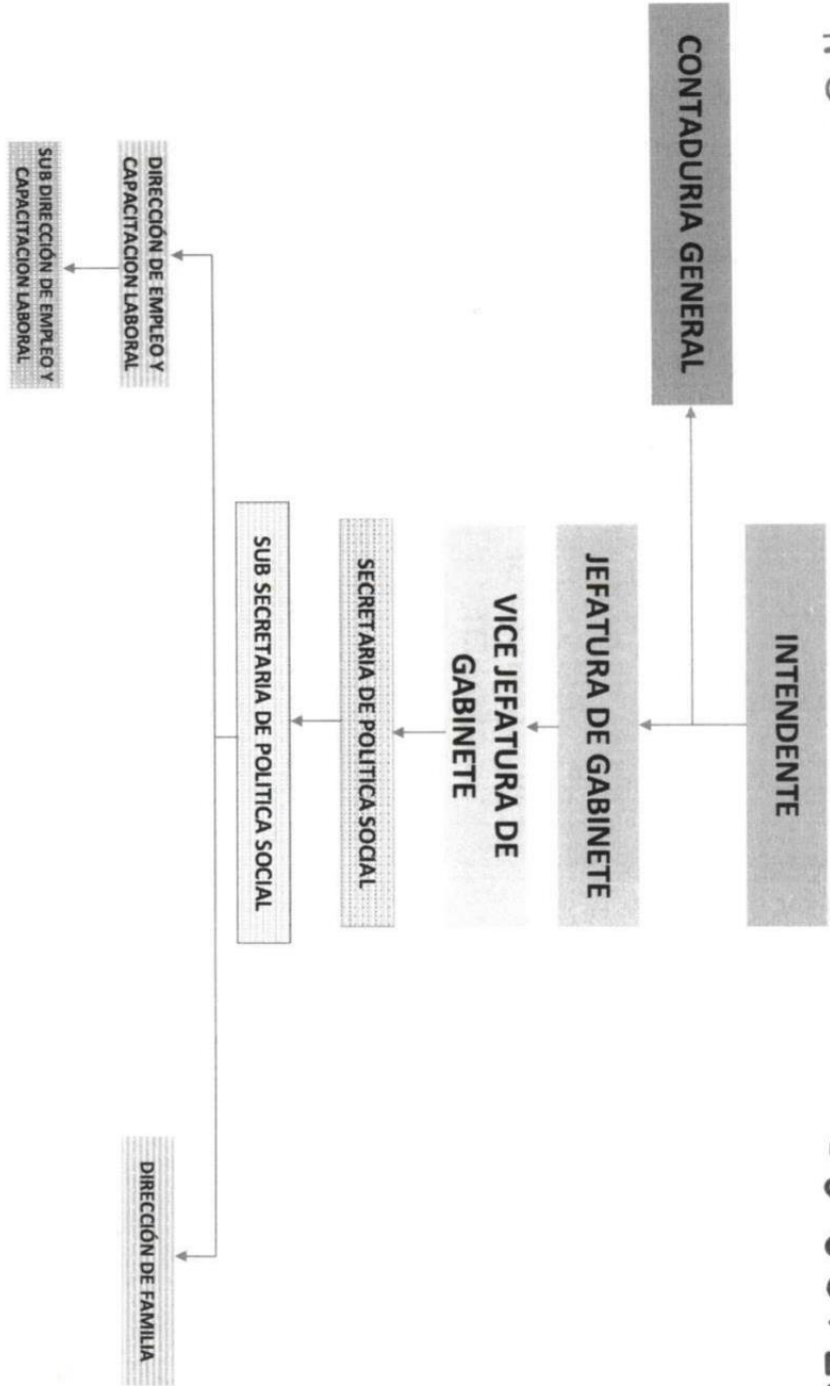 INTENDENTE
CONTADURIA GENERAL
JEFATURA DE GABINETE
VICE JEFATURA DE
GABINETE
SECRETARIA DE POLITICA SOCIAL
SUB SECRETARIA DE POLITICA SOCIAL
DIRECCIÓN DE EMPLEO Y
CAPACITACION LABORAL
DIRECCIÓN DE FAMILIA
SUB DIRECCIÓN DE EMPLEO Y
CAPACITACION LABORAL